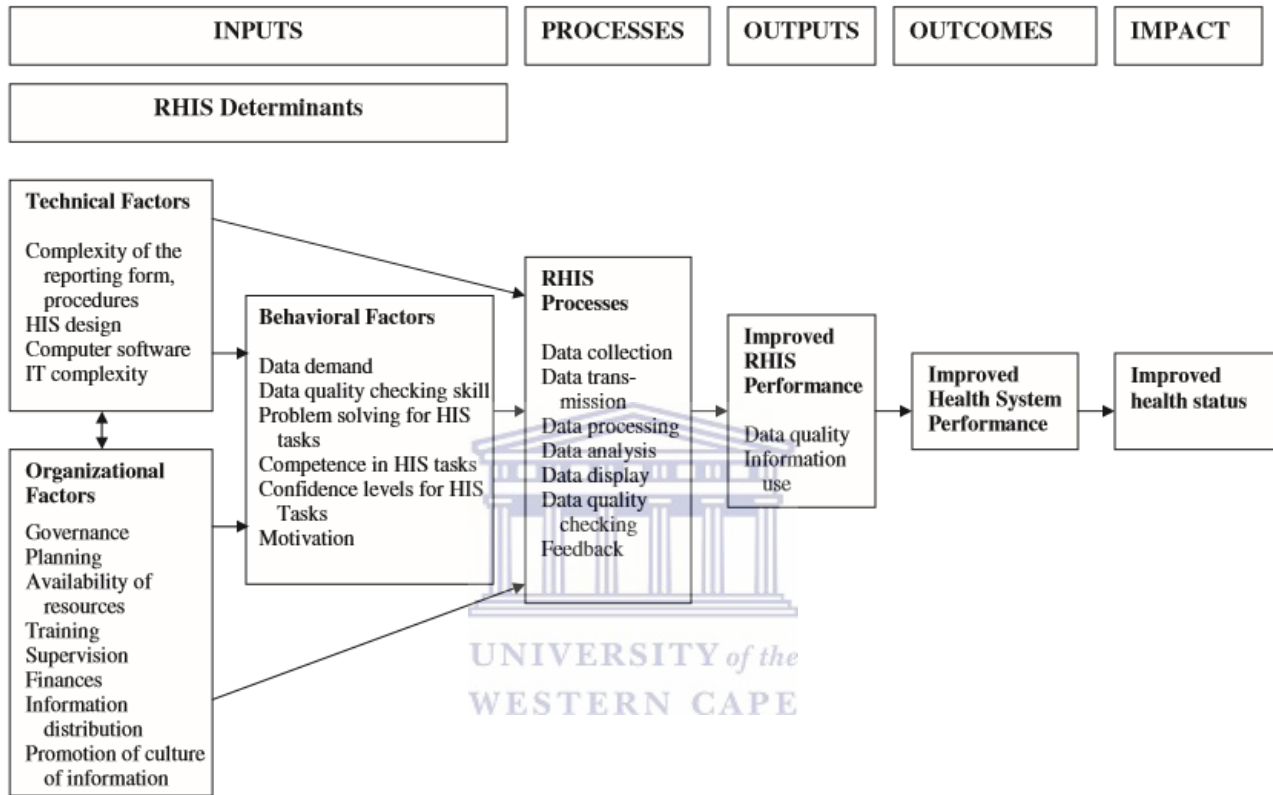 INPUTS
PROCESSES
OUTPUTS
OUTCOMES
IMPACT
RHIS Determinants
Technical Factors
Complexity of the
reporting form,
procedures
HIS design
Computer software
IT complexity
Organizational
Factors
Governance
Planning
Availability of
resources
Training
Supervision
Finances
Information
distribution
Promotion of culture
of information
Behavioral Factors
Data demand
Data quality checking skill
Problem solving for HIS
tasks
Competence in HIS tasks
Confidence levels for HIS
Tasks
Motivation
RHIS
Processes
Data collection
Data trans-
mission
Data processing
Data analysis
Data display
Data quality
checking
Feedback
Improved
RHIS
Performance
Data quality
Information
use
Improved
Health System
Performance
Improved
health status
UNIVERSITY of the
WESTERN CAPE